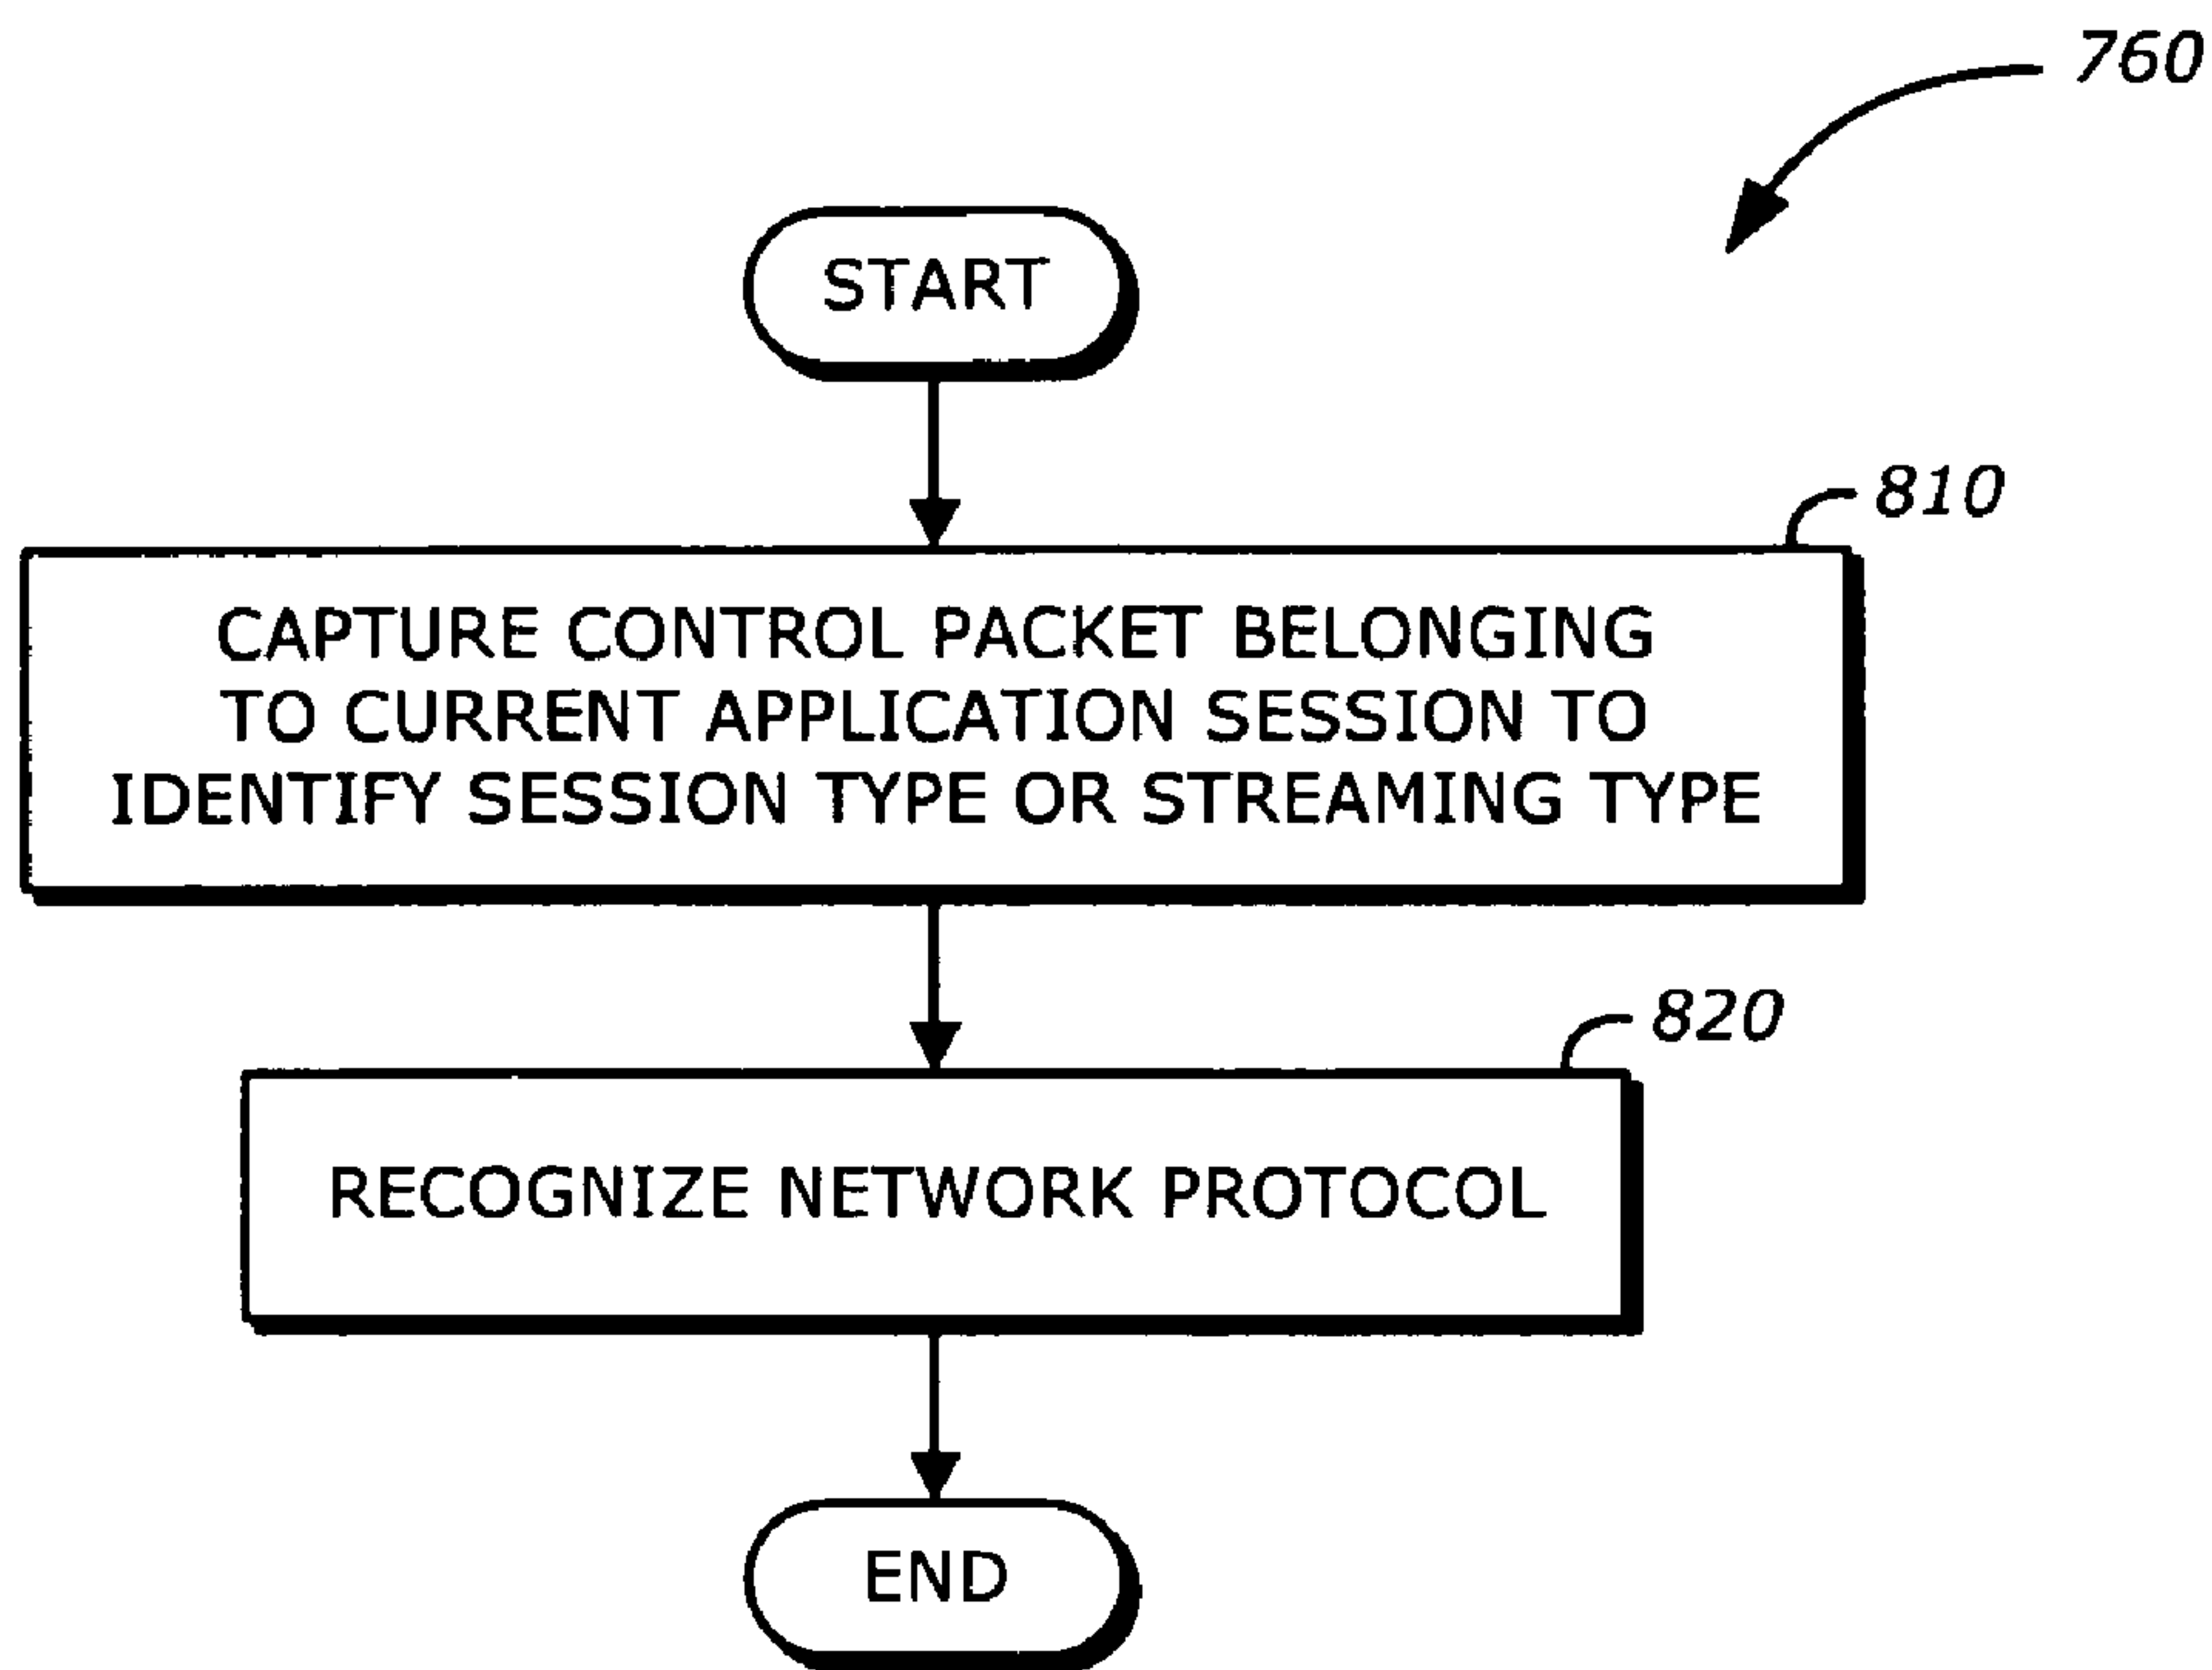 760
START
810
CAPTURE CONTROL PACKET BELONGING
TO CURRENT APPLICATION SESSION TO
IDENTIFY SESSION TYPE OR STREAMING TYPE
820
RECOGNIZE NETWORK PROTOCOL
END